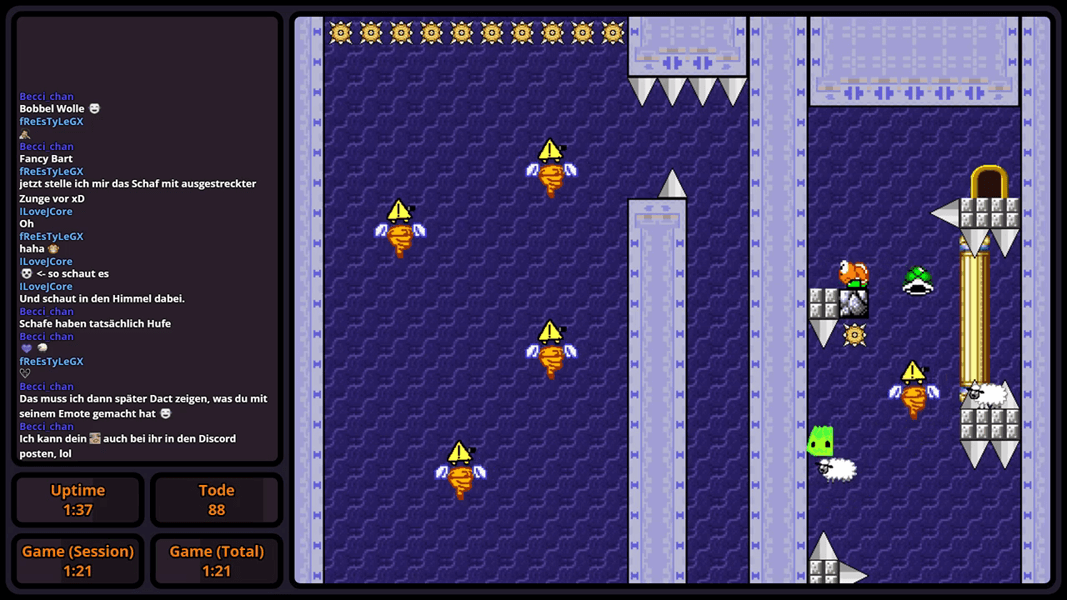 Becci-chan
Bobbel Wolle
fReEsTyLeGX
Becci-chan
Fancy Bart
fReEsTyLeGX
jetzt stelle ich mir das Schaf mit ausgestreckter
Zunge vor xD
ILoveJCore
Oh
fReEsTyLeGX
haha
ILoveJCore
<- so schaut es
ILoveJCore
Und schaut in den Himmel dabei.
Becci-chan
Schafe haben tatsächlich Hufe
Becci-chan
fReEsTyLeGX
Becci-chan
Das muss ich dann später Dact zeigen, was du mit
seinem Emote gemacht hat
Becci-chan
Ich kann dein auch bei ihr in den Discord
posten, lol
Uptime
1:37
Tode
88
Game (Session)
1:21
Game (Total)
1:21